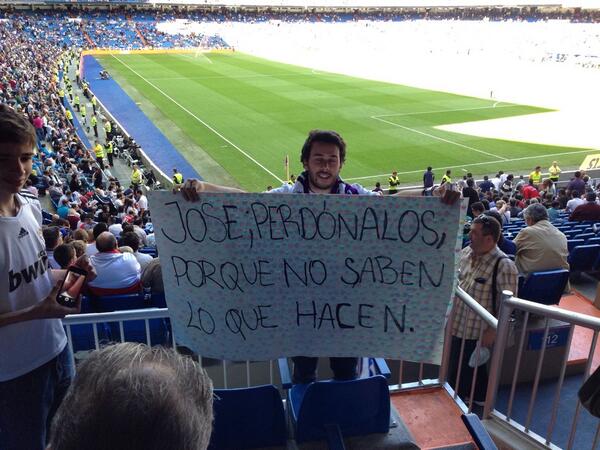 JOSE; ¡PERDÓNALOS,
PORQUE NO SABEN
LO QUE HACEN.
bwin
12